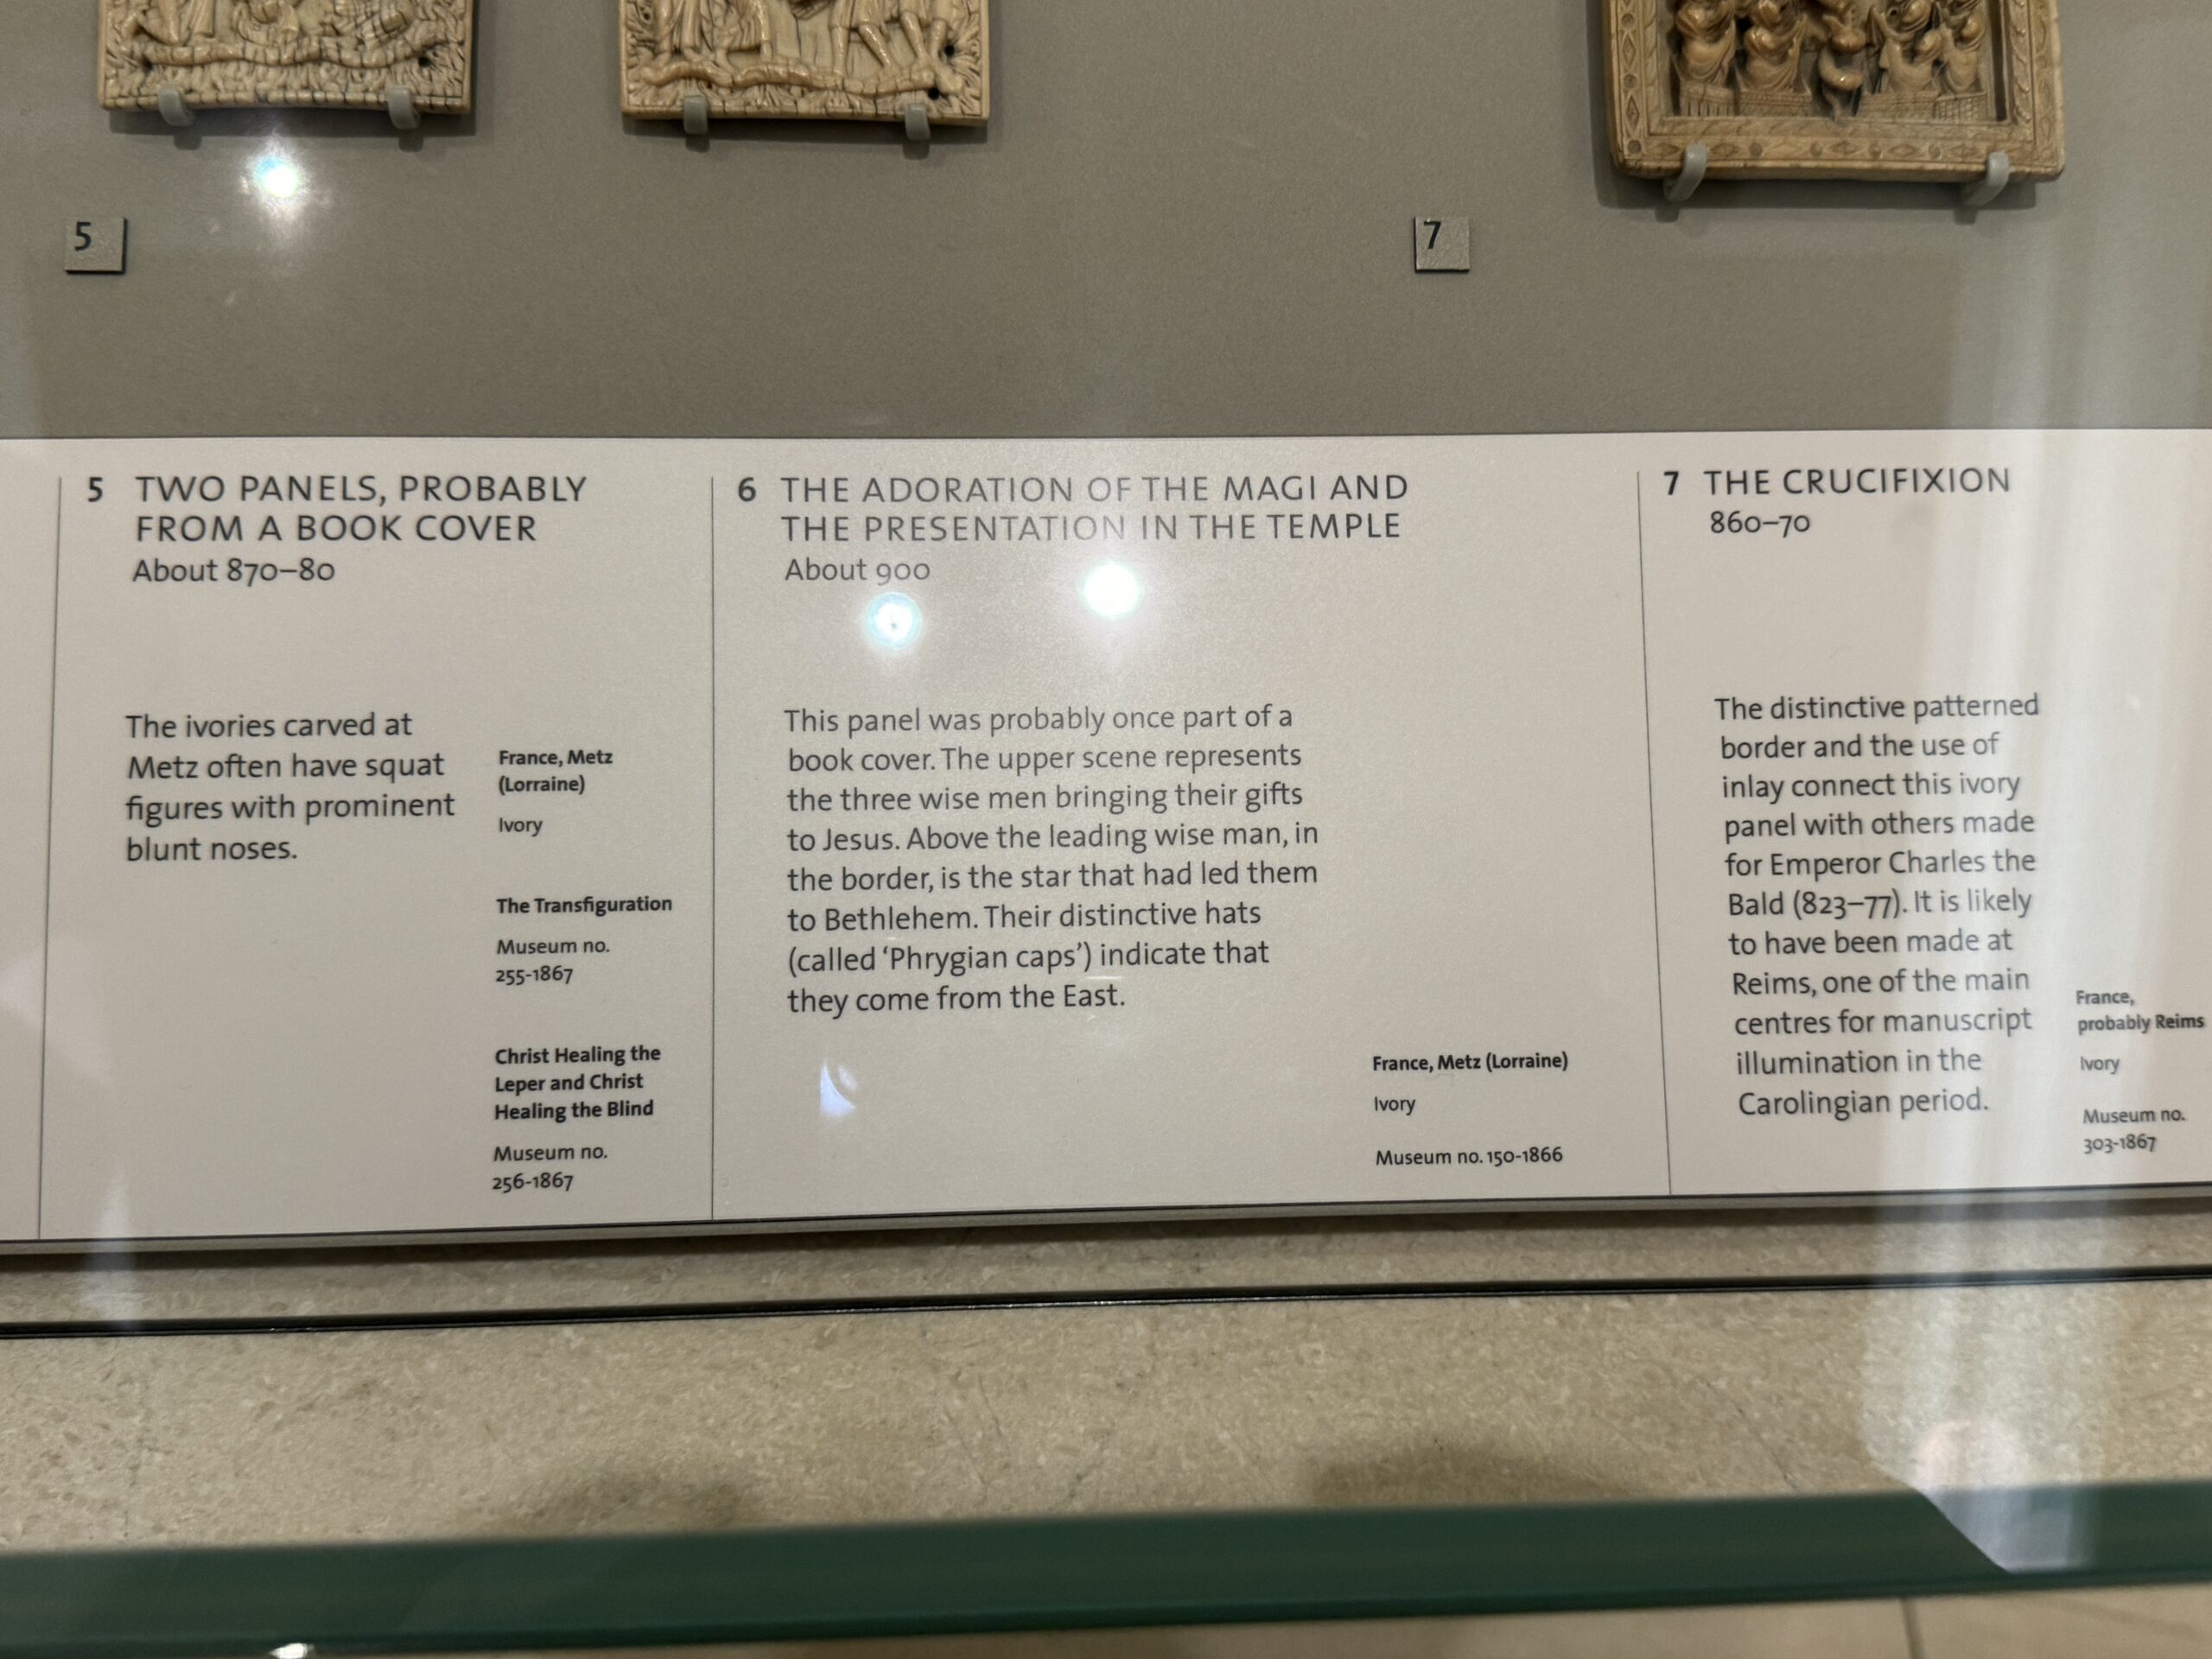 5
7
5 TWO PANELS, PROBABLY
FROM A BOOK COVER
About 870–80
The ivories carved at
Metz often have squat
figures with prominent
blunt noses.
France, Metz
(Lorraine)
Ivory
The Transfiguration
Museum no.
255-1867
Christ Healing the
Leper and Christ
Healing the Blind
Museum no.
256-1867
6 THE ADORATION OF THE MAGI AND
THE PRESENTATION IN THE TEMPLE
About 900
This panel was probably once part of a
book cover. The upper scene represents
the three wise men bringing their gifts
to Jesus. Above the leading wise man, in
the border, is the star that had led them
to Bethlehem. Their distinctive hats
(called ‘Phrygian caps’) indicate that
they come from the East.
France, Metz (Lorraine)
Ivory
Museum no. 150-1866
7 THE CRUCIFIXION
860–70
The distinctive patterned
border and the use of
inlay connect this ivory
panel with others made
for Emperor Charles the
Bald (823–77). It is likely
to have been made at
Reims, one of the main
centres for manuscript
illumination in the
Carolingian period.
France,
probably Reims
Ivory
Museum no.
303-1867